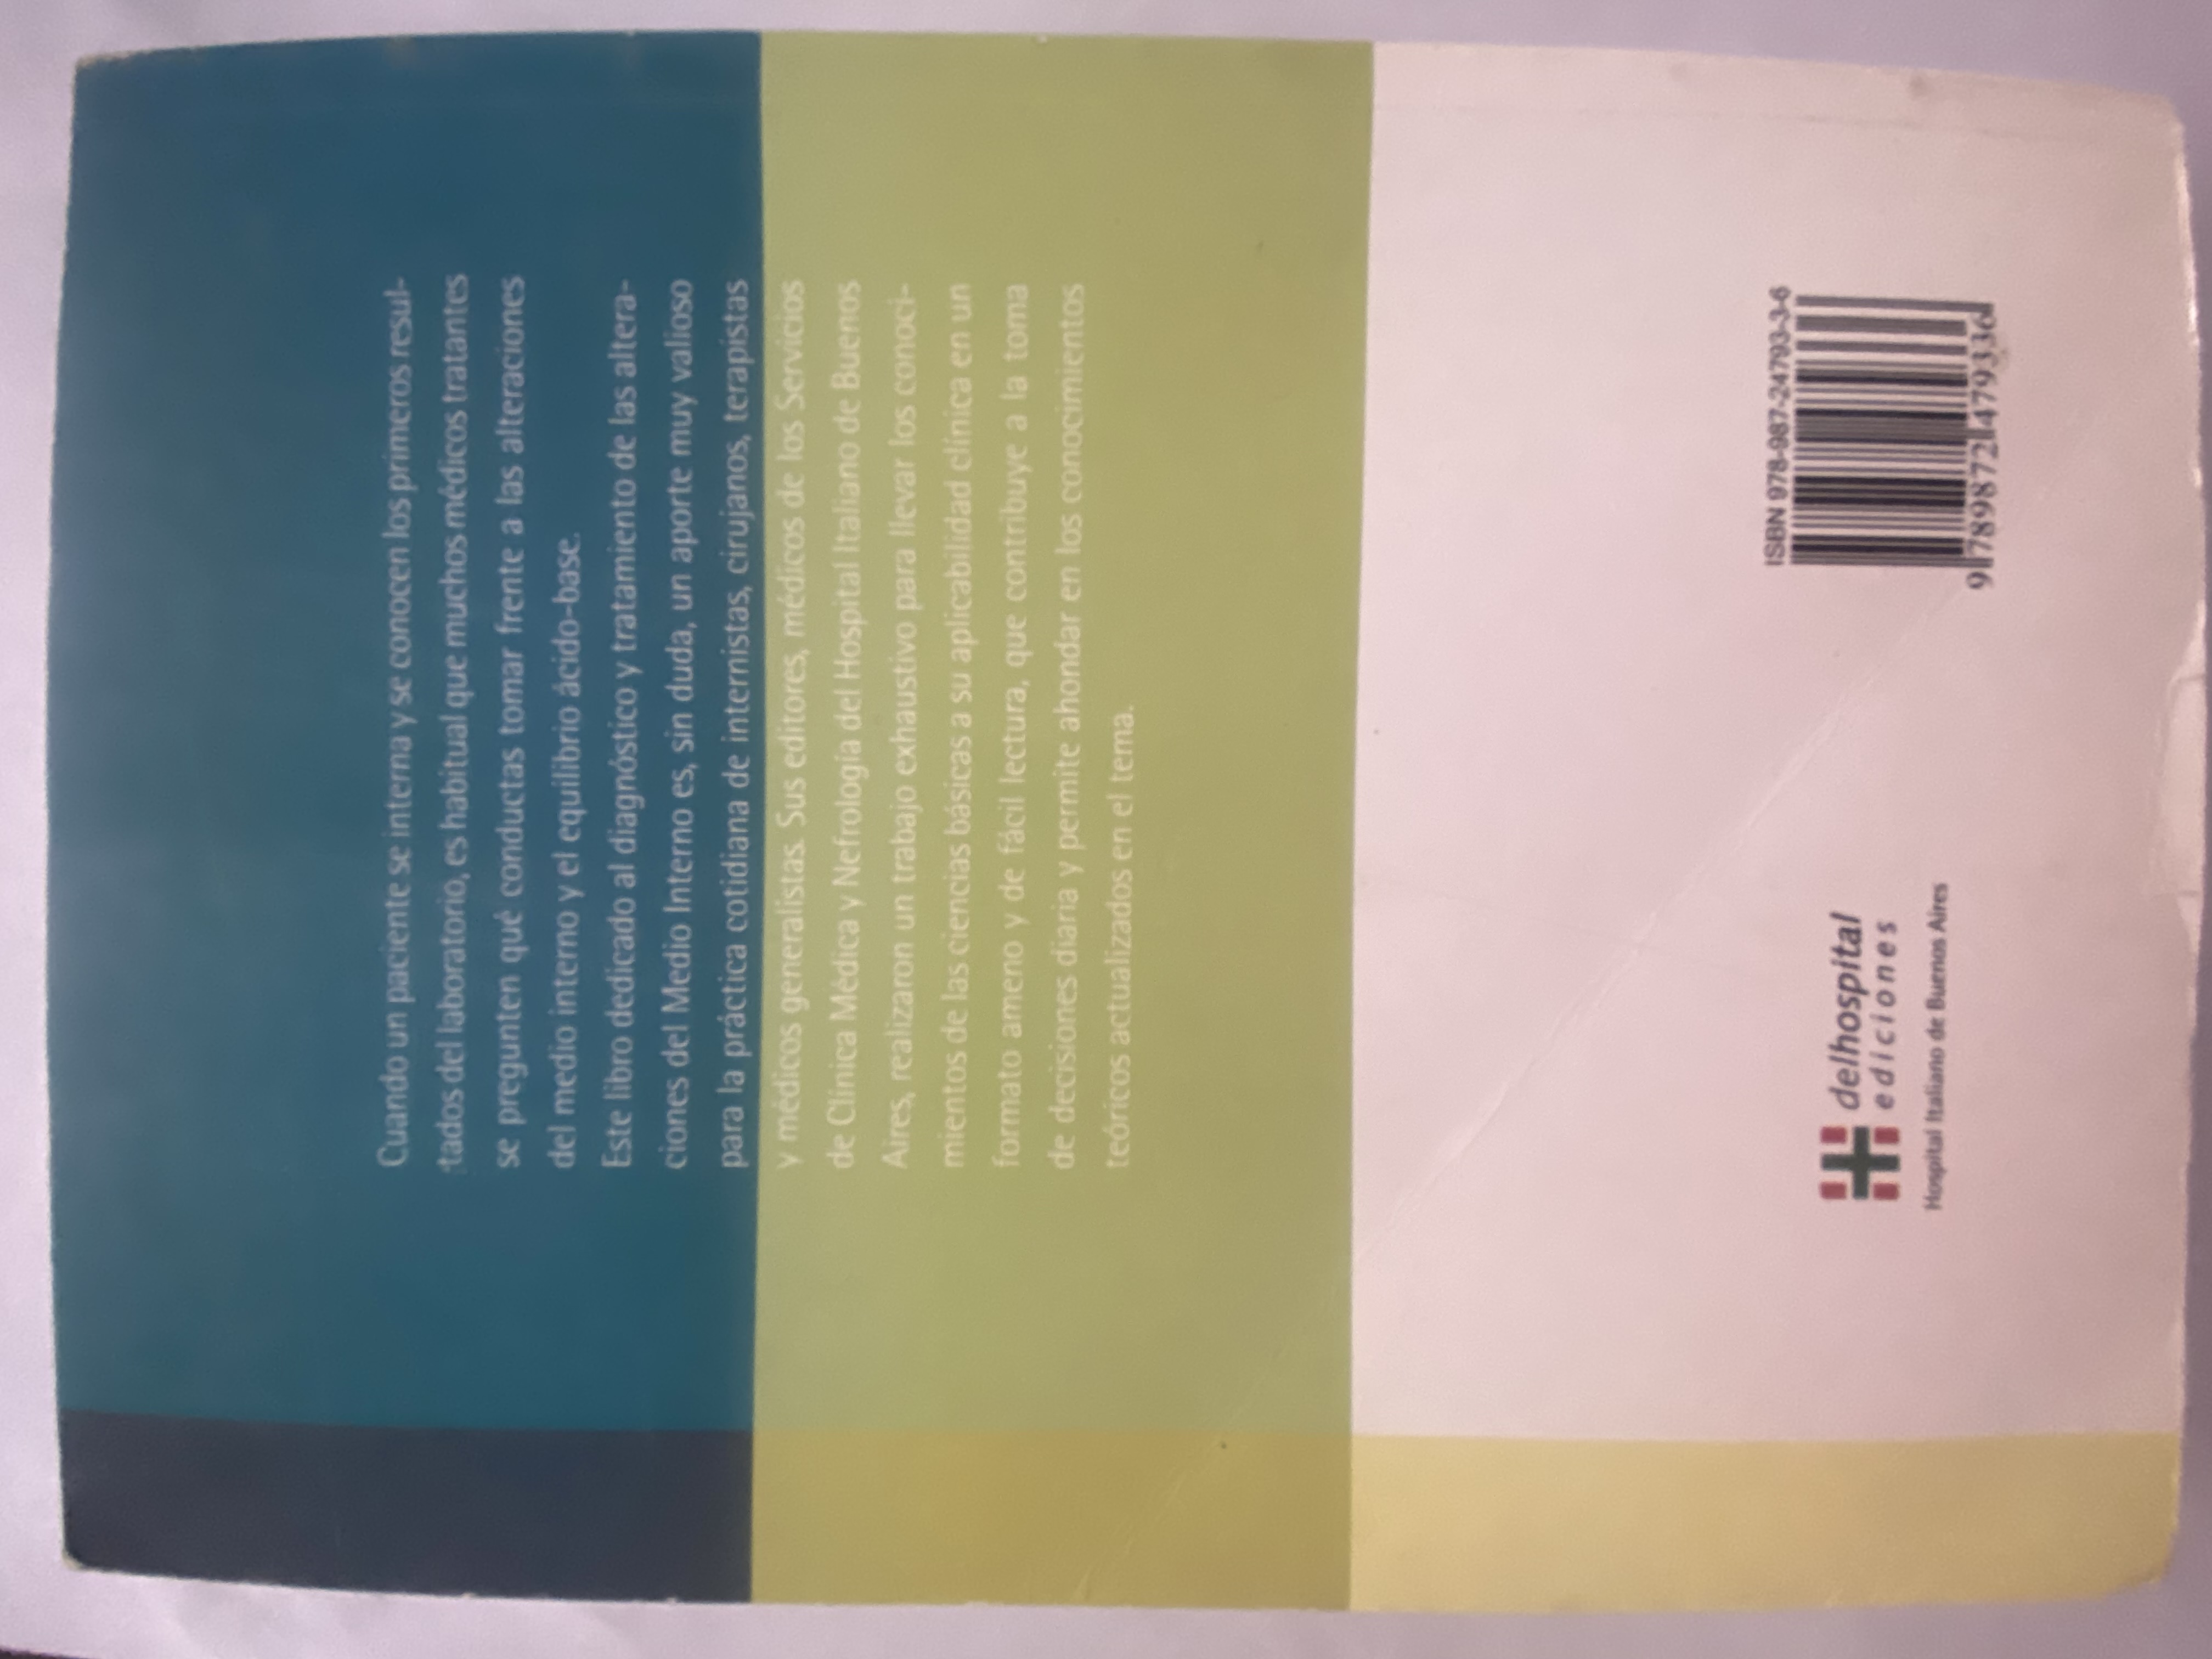 Cuando un paciente se interna y se conocen los primeros resul-
tados del laboratorio, es habitual que muchos médicos tratantes
se pregunten qué conductas tomar frente a las alteraciones
del medio interno y el equilibrio ácido-base.
Este libro dedicado al diagnóstico y tratamiento de las altera-
ciones del Medio Interno es, sin duda, un aporte muy valioso
para la práctica cotidiana de internistas, cirujanos, terapistas
y médicos generalistas. Sus editores, médicos de los Servicios
de Clínica Médica y Nefrología del Hospital Italiano de Buenos
Aires, realizaron un trabajo exhaustivo para llevar los conoci-
mientos de las ciencias básicas a su aplicabilidad clínica en un
formato ameno y de fácil lectura, que contribuye a la toma
de decisiones diaria y permite ahondar en los conocimientos
teóricos actualizados en el tema.
delhospital
ediciones
Hospital Italiano de Buenos Aires
ISBN 978-987-24793-3-6
9 789872 479336